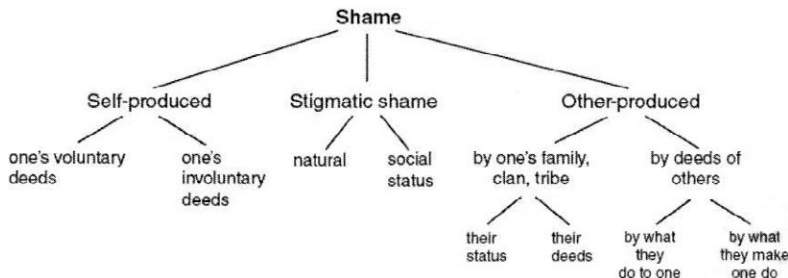 Shame
Self-produced
Stigmatic shame
Other-produced
one's voluntary
deeds
one's
involuntary
deeds
natural
social
status
by one's family,
clan, tribe
by deeds of
others
their
status
their
deeds
by what
they
do to one
by what
they make
one do